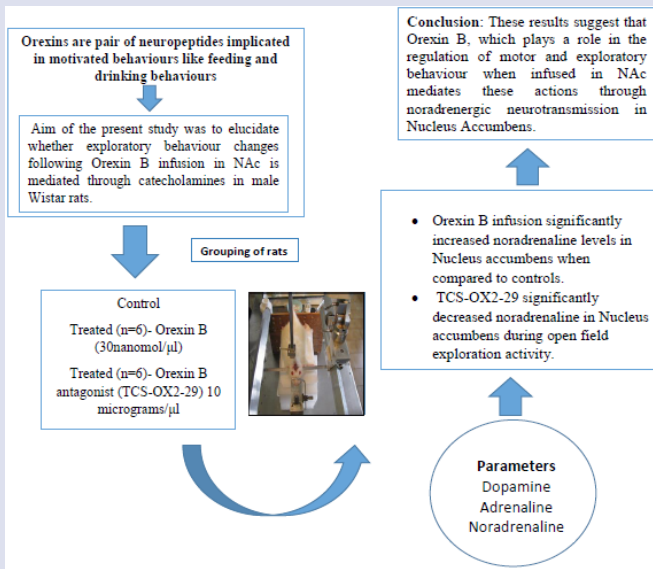 Orexins are pair of neuropeptides implicated
in motivated behaviours like feeding and
drinking behaviours
Aim of the present study was to elucidate
whether exploratory behaviour changes
following Orexin B infusion in NAc is
mediated through catecholamines in male
Wistar rats.
Grouping of rats
Control
Treated (n=6)- Orexin B
(30nanomol/µl)
Treated (n=6)- Orexin B
antagonist (TCS-OX2-29) 10
micrograms/µl
Parameters
Dopamine
Adrenaline
Noradrenaline
• Orexin B infusion significantly
increased noradrenaline levels in
Nucleus accumbens when
compared to controls.
• TCS-OX2-29 significantly
decreased noradrenaline in Nucleus
accumbens during open field
exploration activity.
Conclusion: These results suggest that
Orexin B, which plays a role in the
regulation of motor and exploratory
behaviour when infused in NAc
mediates these actions through
noradrenergic neurotransmission in
Nucleus Accumbens.